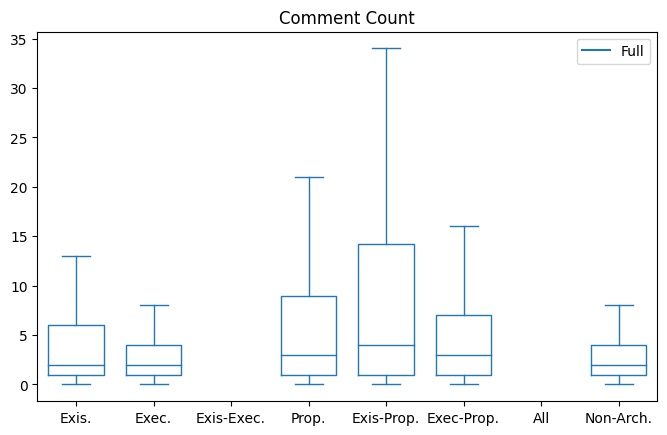 Comment Count
Full
35
30
25
20
15
10
5
0
Exis. Exec. Exis-Exec. Prop. Exis-Prop. Exec-Prop. All Non-Arch.